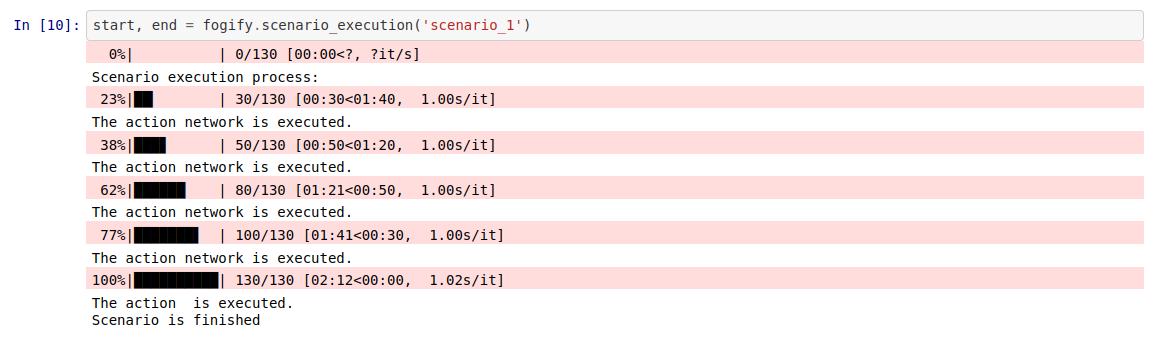 In [10]: start, end = fogify.scenario_execution('scenario_1')
0%|          | 0/130 [00:00<?, ?it/s]
Scenario execution process:
23%|██        | 30/130 [00:30<01:40,  1.00s/it]
The action network is executed.
38%|████      | 50/130 [00:50<01:20,  1.00s/it]
The action network is executed.
62%|██████    | 80/130 [01:21<00:50,  1.00s/it]
The action network is executed.
77%|████████  | 100/130 [01:41<00:30,  1.00s/it]
The action network is executed.
100%|██████████| 130/130 [02:12<00:00,  1.02s/it]
The action  is executed.
Scenario is finished